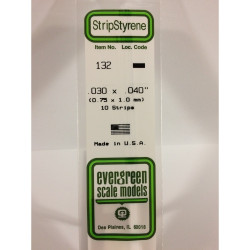 StripStyrene
Item No. Loc. Code
132
.030 x .040"
(0.75 x 1.0 mm)
10 Strips
Made in U.S.A.
evergreen
scale models
Des Plaines, IL 60018